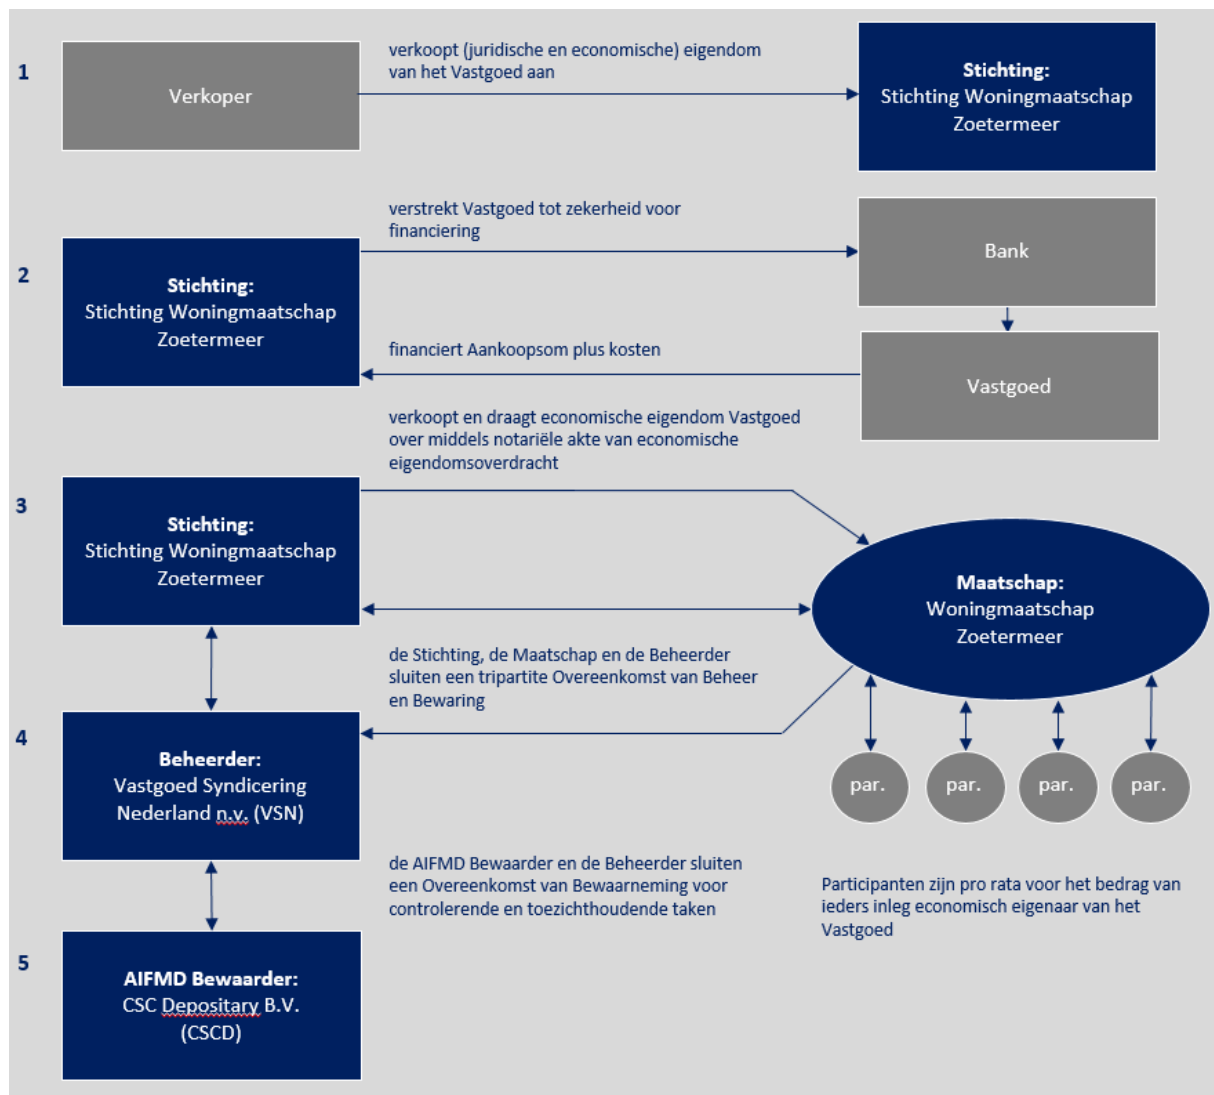 1
Verkoper
verkoopt (juridische en economische) eigendom
van het Vastgoed aan
Stichting:
Stichting Woningmaatschap
Zoetermeer
2
Stichting:
Stichting Woningmaatschap
Zoetermeer
verstrekt Vastgoed tot zekerheid voor
financiering
Bank
financiert Aankoopsom plus kosten
Vastgoed
3
Stichting:
Stichting Woningmaatschap
Zoetermeer
verkoopt en draagt economische eigendom Vastgoed
over middels notariële akte van economische
eigendomsoverdracht
Maatschap:
Woningmaatschap
Zoetermeer
de Stichting, de Maatschap en de Beheerder
sluiten een tripartite Overeenkomst van Beheer
en Bewaring
4
Beheerder:
Vastgoed Syndicering
Nederland n.v. (VSN)
par.
par.
par.
par.
de AIFMD Bewaarder en de Beheerder sluiten
een Overeenkomst van Bewaarneming voor
controlerende en toezichthoudende taken
Participanten zijn pro rata voor het bedrag van
ieders inleg economisch eigenaar van het
Vastgoed
5
AIFMD Bewaarder:
CSC Depositary B.V.
(CSCD)